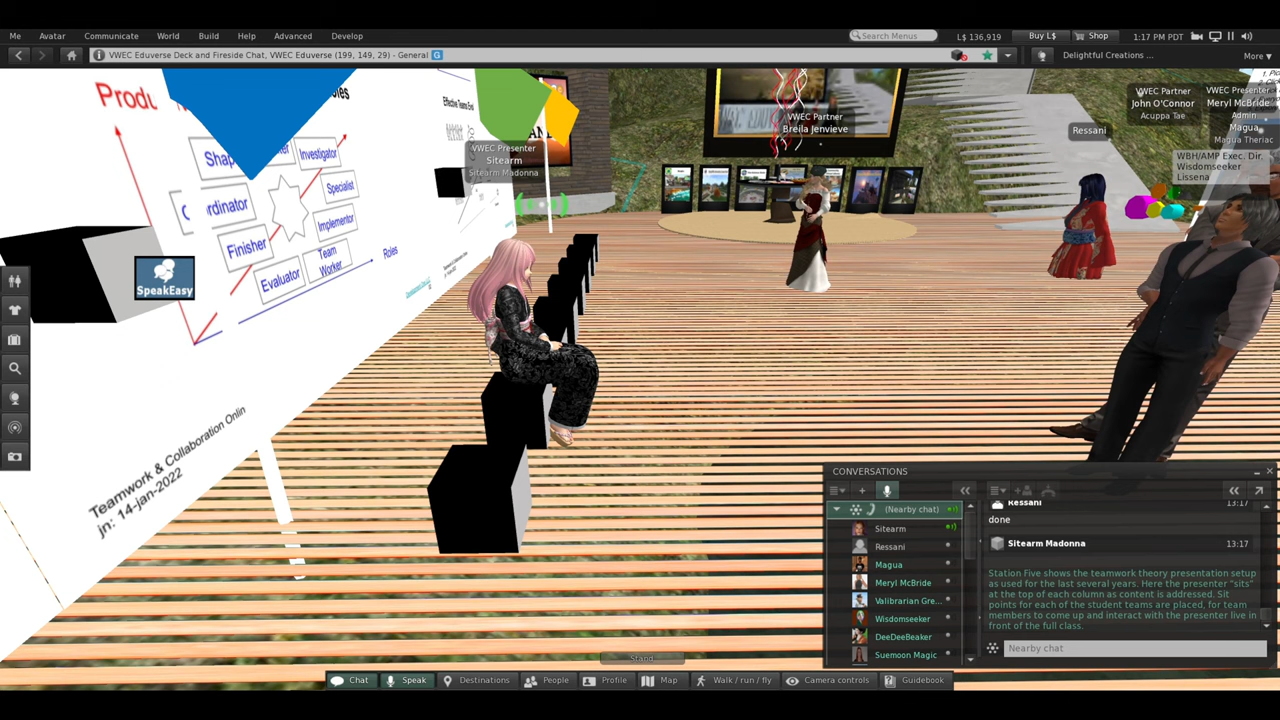 Me Avatar Communicate World Build Help Advanced Develop
Search Menus
L$ 136,919
Buy L$
Shop
1:17 PM PDT
VWEC Eduverse Deck and Fireside Chat, VWEC Eduverse (199, 149, 29) - General G
Delightful Creations ...
More
Roles
Effective Teams
Investigator
Specialist
Implementor
Finisher
Evaluator
Team
Worker
Roles
SpeakEasy
Teamwork & Collaboration Onlin
jn: 14-jan-2022
VWEC Presenter
Sitearm
Sitearm Madonna
VWEC Partner
Breila Jenvieve
Ressani
VWEC Partner
John O'Connor
Acuppa Tae
VWEC Presenter
Meryl McBride
Admin
Magua
Magua Theriac
WBH/AMP Exec. Dir.
Wisdomseeker
Lissena
CONVERSATIONS
(Nearby chat)
Sitearm
Ressani
Magua
Meryl McBride
Valibrarian Gre...
Wisdomseeker
DeeDeeBeaker
Suemoon Magic
Ressani 13:17
done
Sitearm Madonna 13:17
Station Five shows the teamwork theory presentation setup
as used for the last several years. Here the presenter "sits"
at the top of each column as content is addressed. Sit
points for each of the student teams are placed, for team
members to come up and interact with the presenter live in
front of the full class.
Nearby chat
Stand
Chat Speak Destinations People Profile Map Walk / run / fly Camera controls Guidebook